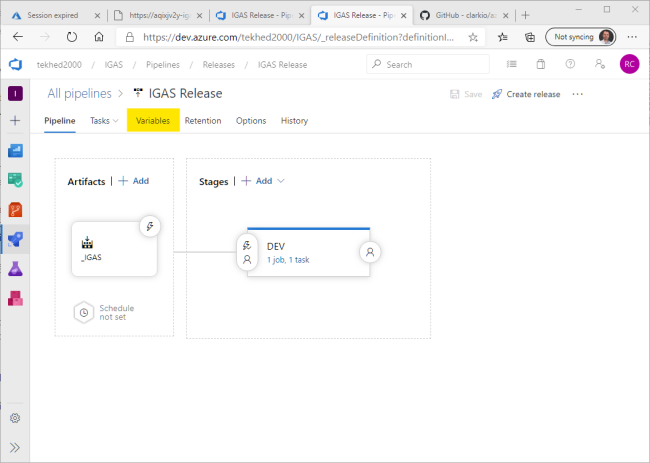 Session expired
https://aqixjv2y-ig
IGAS Release - Pip
IGAS Release - Pip
GitHub - clarkio/a
https://dev.azure.com/tekhed2000/IGAS/_releaseDefinition?definitionI...
Not syncing
tekhed2000 / IGAS / Pipelines / Releases / IGAS Release
Search
RC
I
All pipelines > IGAS Release
Save
Create release
Pipeline Tasks Variables Retention Options History
Artifacts | + Add
Stages | + Add
_IGAS
DEV
1 job, 1 task
Schedule
not set